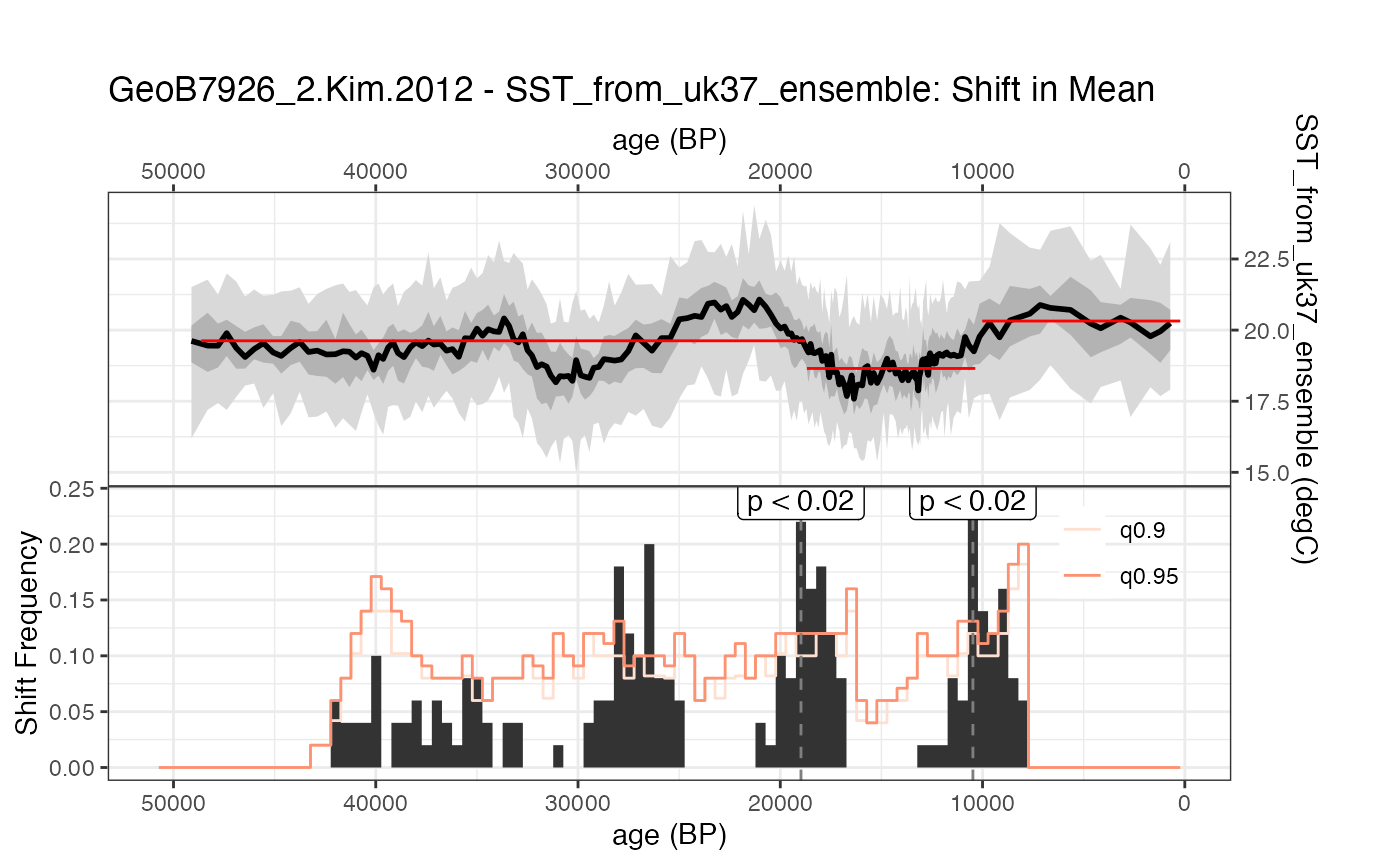 GeoB7926_2.Kim.2012 - SST_from_uk37_ensemble: Shift in Mean
age (BP)
50000 40000 30000 20000 10000 0
SST_from_uk37_ensemble (degC)
22.5
20.0
17.5
15.0
Shift Frequency
0.25
0.20
0.15
0.10
0.05
0.00
p < 0.02 p < 0.02
q0.9
q0.95
50000 40000 30000 20000 10000 0
age (BP)